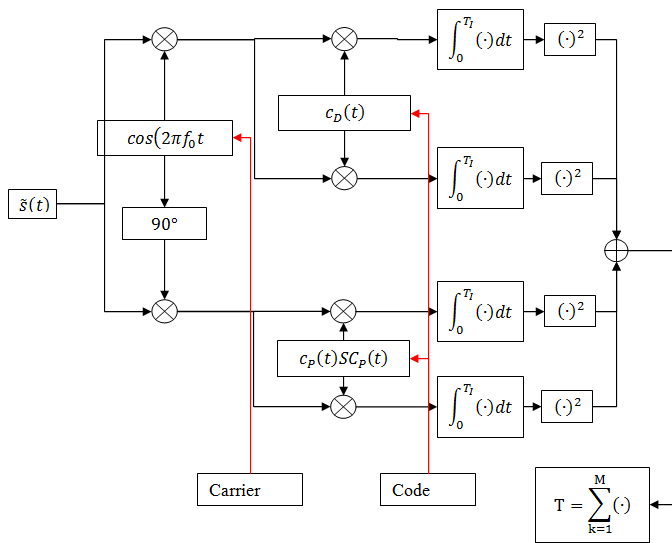 ∫₀^{T_I}(·)dt
(·)²
c_D(t)
cos(2πf₀t
∫₀^{T_I}(·)dt
(·)²
s̃(t)
90°
∫₀^{T_I}(·)dt
(·)²
c_P(t)SC_P(t)
∫₀^{T_I}(·)dt
(·)²
Carrier
Code
T = ∑_{k=1}^{M}(·)